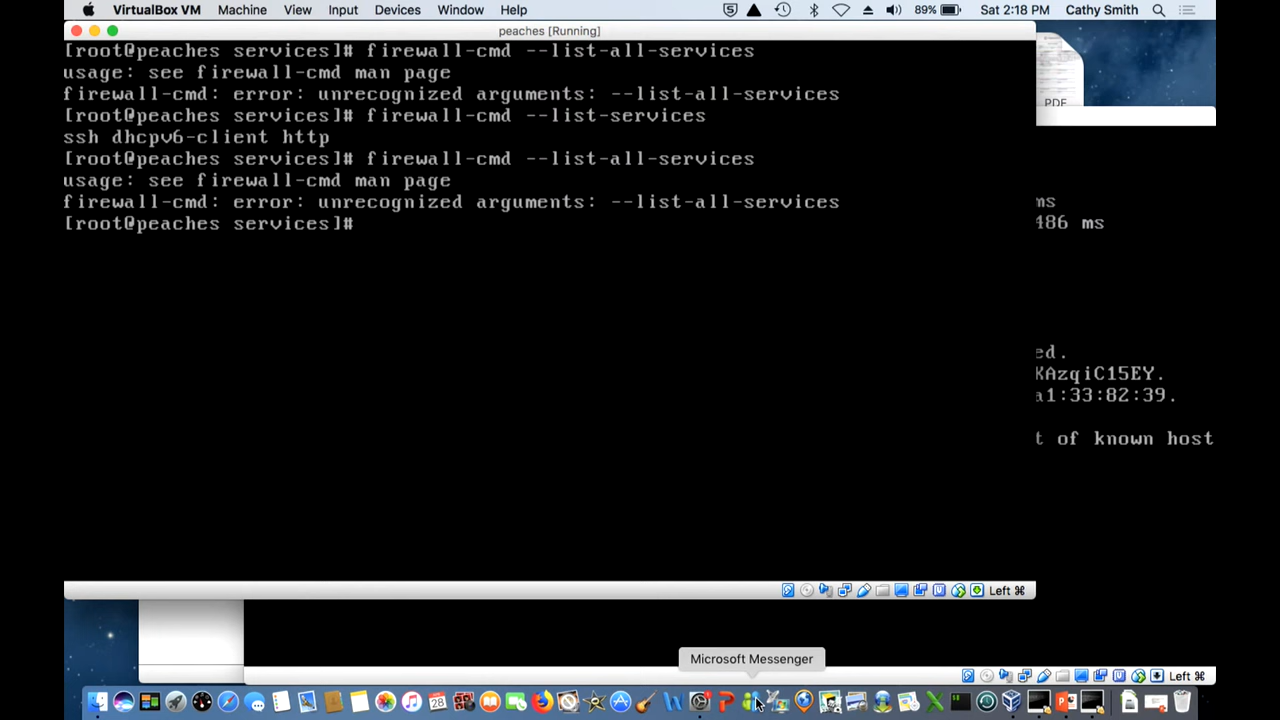 VirtualBox VM Machine View Input Devices Window Help 89% Sat 2:18 PM Cathy Smith
peaches [Running]
[root@peaches services]# firewall-cmd --list-all-services
usage: see firewall-cmd man page
firewall-cmd: error: unrecognized arguments: --list-all-services
[root@peaches services]# firewall-cmd --list-services
ssh dhcpv6-client http
[root@peaches services]# firewall-cmd --list-all-services
usage: see firewall-cmd man page
firewall-cmd: error: unrecognized arguments: --list-all-services
[root@peaches services]#
PDF
ms
486 ms
ed.
KAzqiC15EY.
a1:33:82:39.
t of known host
Left ⌘
Microsoft Messenger
Left ⌘
28